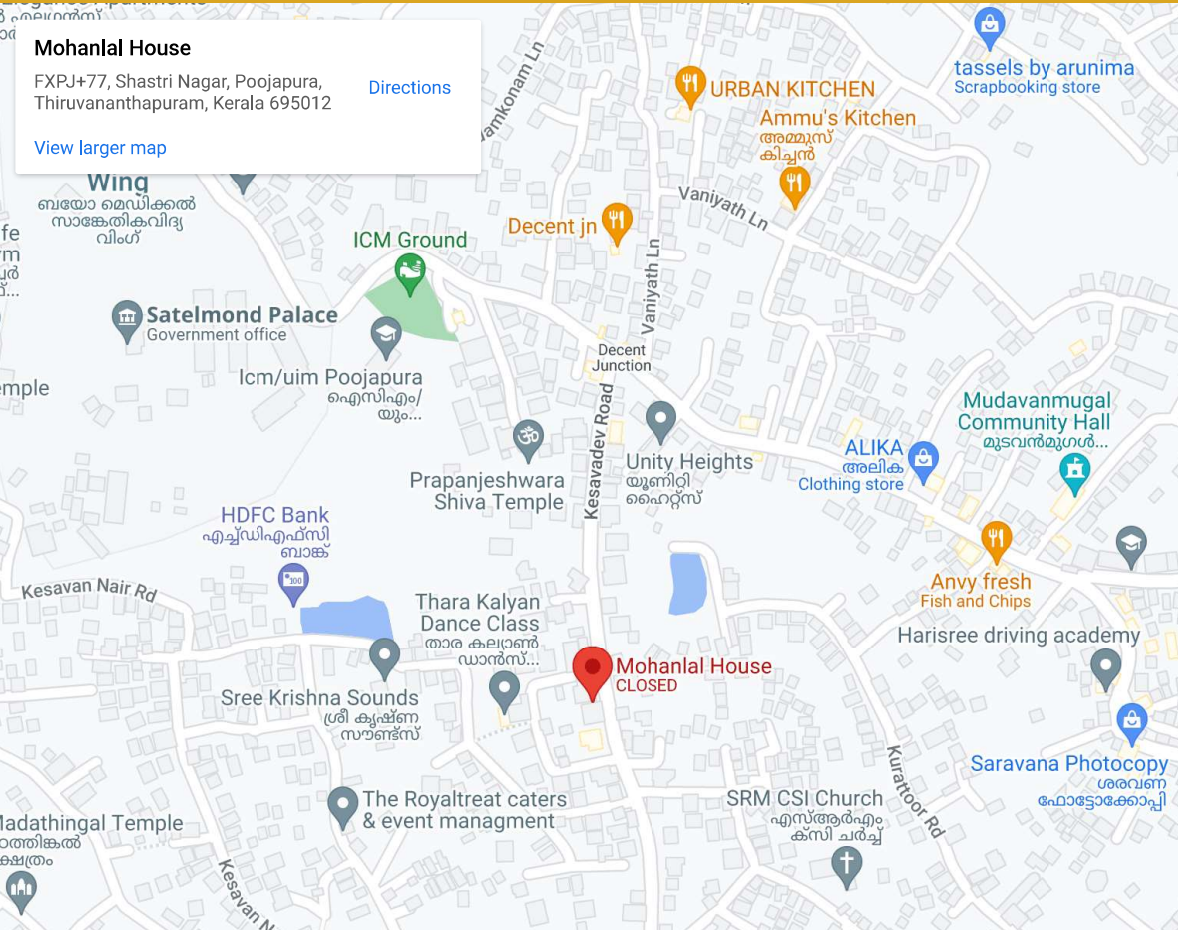 Mohanlal House
FXPJ+77, Shastri Nagar, Poojapura,
Thiruvananthapuram, Kerala 695012
Directions
View larger map
tassels by arunima
Scrapbooking store
URBAN KITCHEN
Ammu's Kitchen
അമ്മുസ്
കിച്ചൻ
Wing
ബയോ മെഡിക്കൽ
സാങ്കേതികവിദ്യ
വിംഗ്
Vaniyath Ln
Decent jn
ICM Ground
Vaniyath Ln
Satelmond Palace
Government office
Decent
Junction
Icm/uim Poojapura
ഐസിഎം/
യും...
Kesavadev Road
Mudavanmugal
Community Hall
മുടവൻമുഗൾ...
ALIKA
അലിക
Clothing store
Unity Heights
യൂണിറ്റി
ഹൈറ്റ്സ്
Prapanjeshwara
Shiva Temple
HDFC Bank
എച്ച്ഡിഎഫ്സി
ബാങ്ക്
Kesavan Nair Rd
Anvy fresh
Fish and Chips
Thara Kalyan
Dance Class
താര കല്യാൺ
ഡാൻസ്...
Harisree driving academy
Mohanlal House
CLOSED
Sree Krishna Sounds
ശ്രീ കൃഷ്ണ
സൗണ്ട്സ്
Saravana Photocopy
ശരവണ
ഫോട്ടോക്കോപ്പി
Kurattoor Rd
The Royaltreat caters
& event managment
SRM CSI Church
എസ്ആർഎം
ക്സി ചർച്ച്
Temple
Kesavan